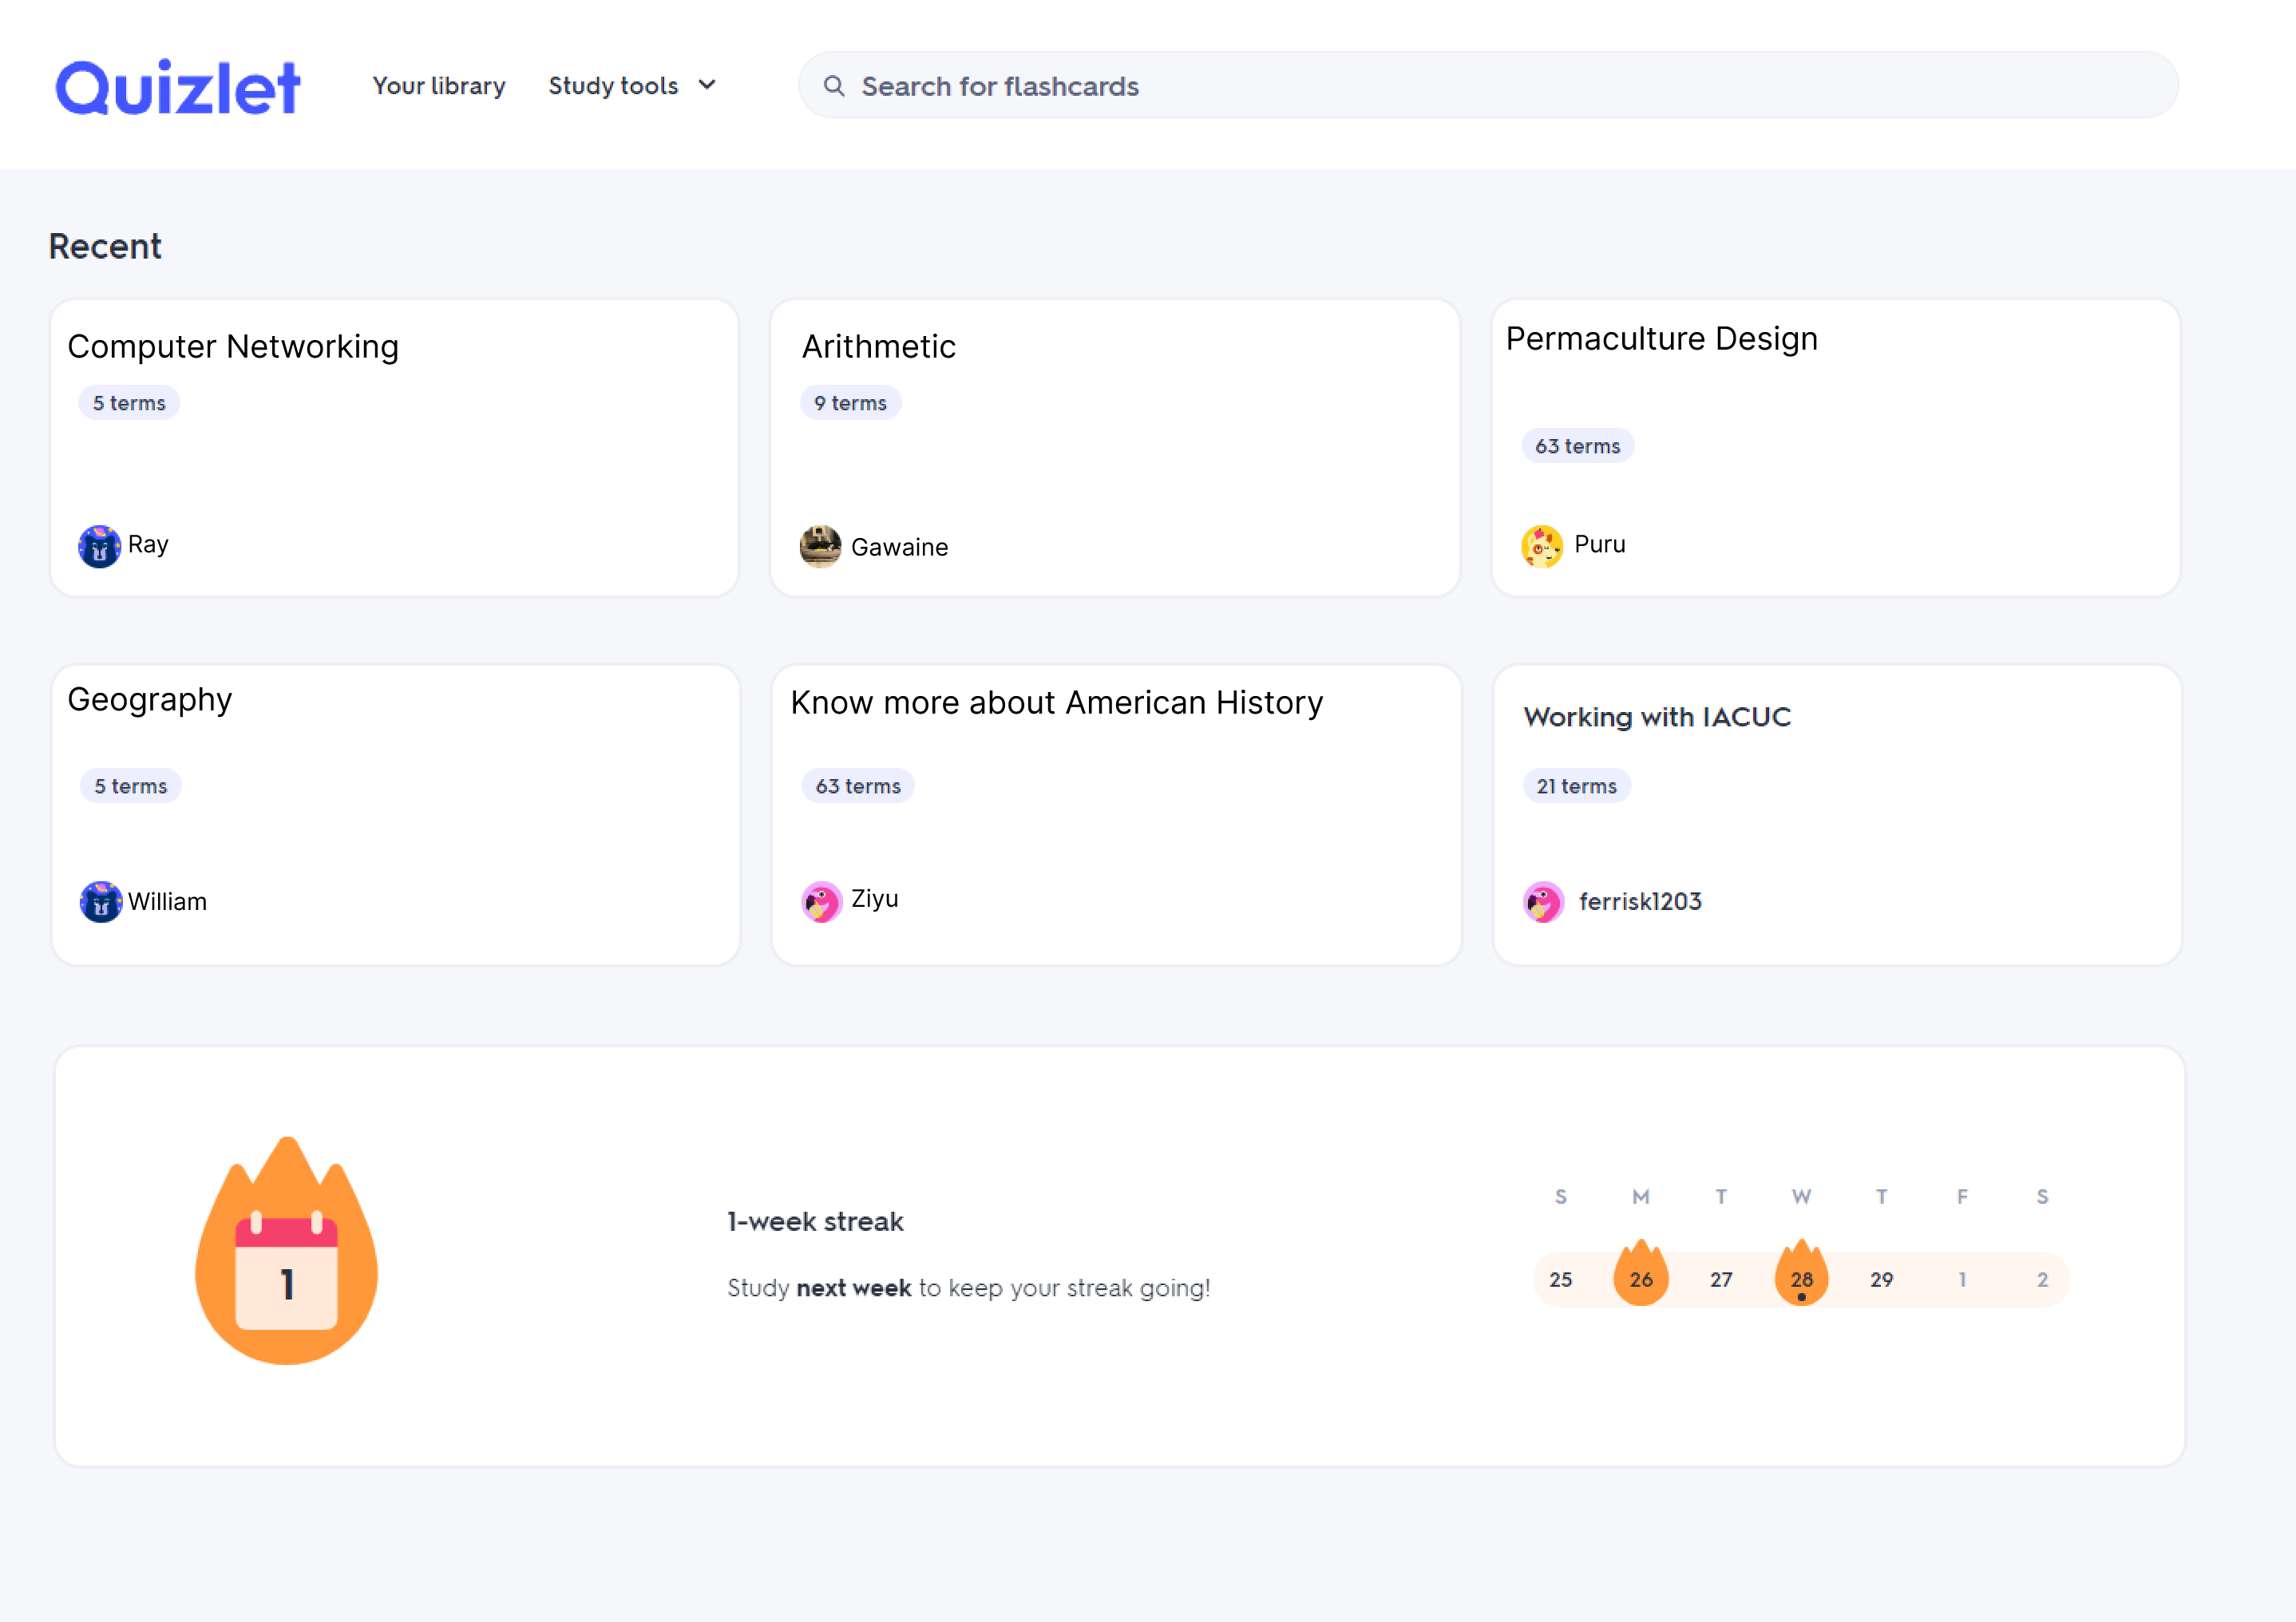 Quizlet
Your library
Study tools
Search for flashcards
Recent
Computer Networking
5 terms
Ray
Arithmetic
9 terms
Gawaine
Permaculture Design
63 terms
Puru
Geography
5 terms
William
Know more about American History
63 terms
Ziyu
Working with IACUC
21 terms
ferrisk1203
1
1-week streak
Study next week to keep your streak going!
S M T W T F S
25 26 27 28 29 1 2